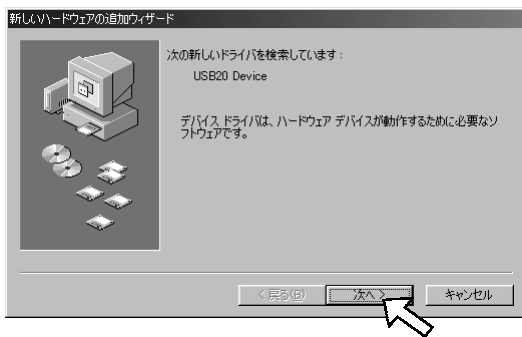 新しいハードウェアの追加ウィザード
次の新しいドライバを検索しています :
USB20 Device
デバイス ドライバは、ハードウェア デバイスが動作するために必要なソ
フトウェアです。
< 戻る(B)
次へ >
キャンセル